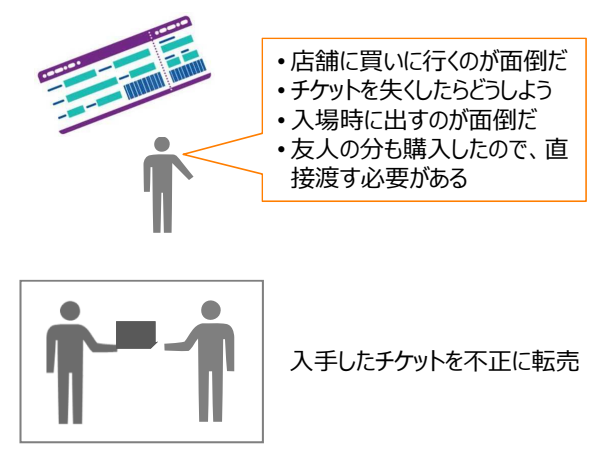 • 店舗に買いに行くのが面倒だ
• チケットを失くしたらどうしよう
• 入場時に出すのが面倒だ
• 友人の分も購入したので、直
接渡す必要がある
入手したチケットを不正に転売